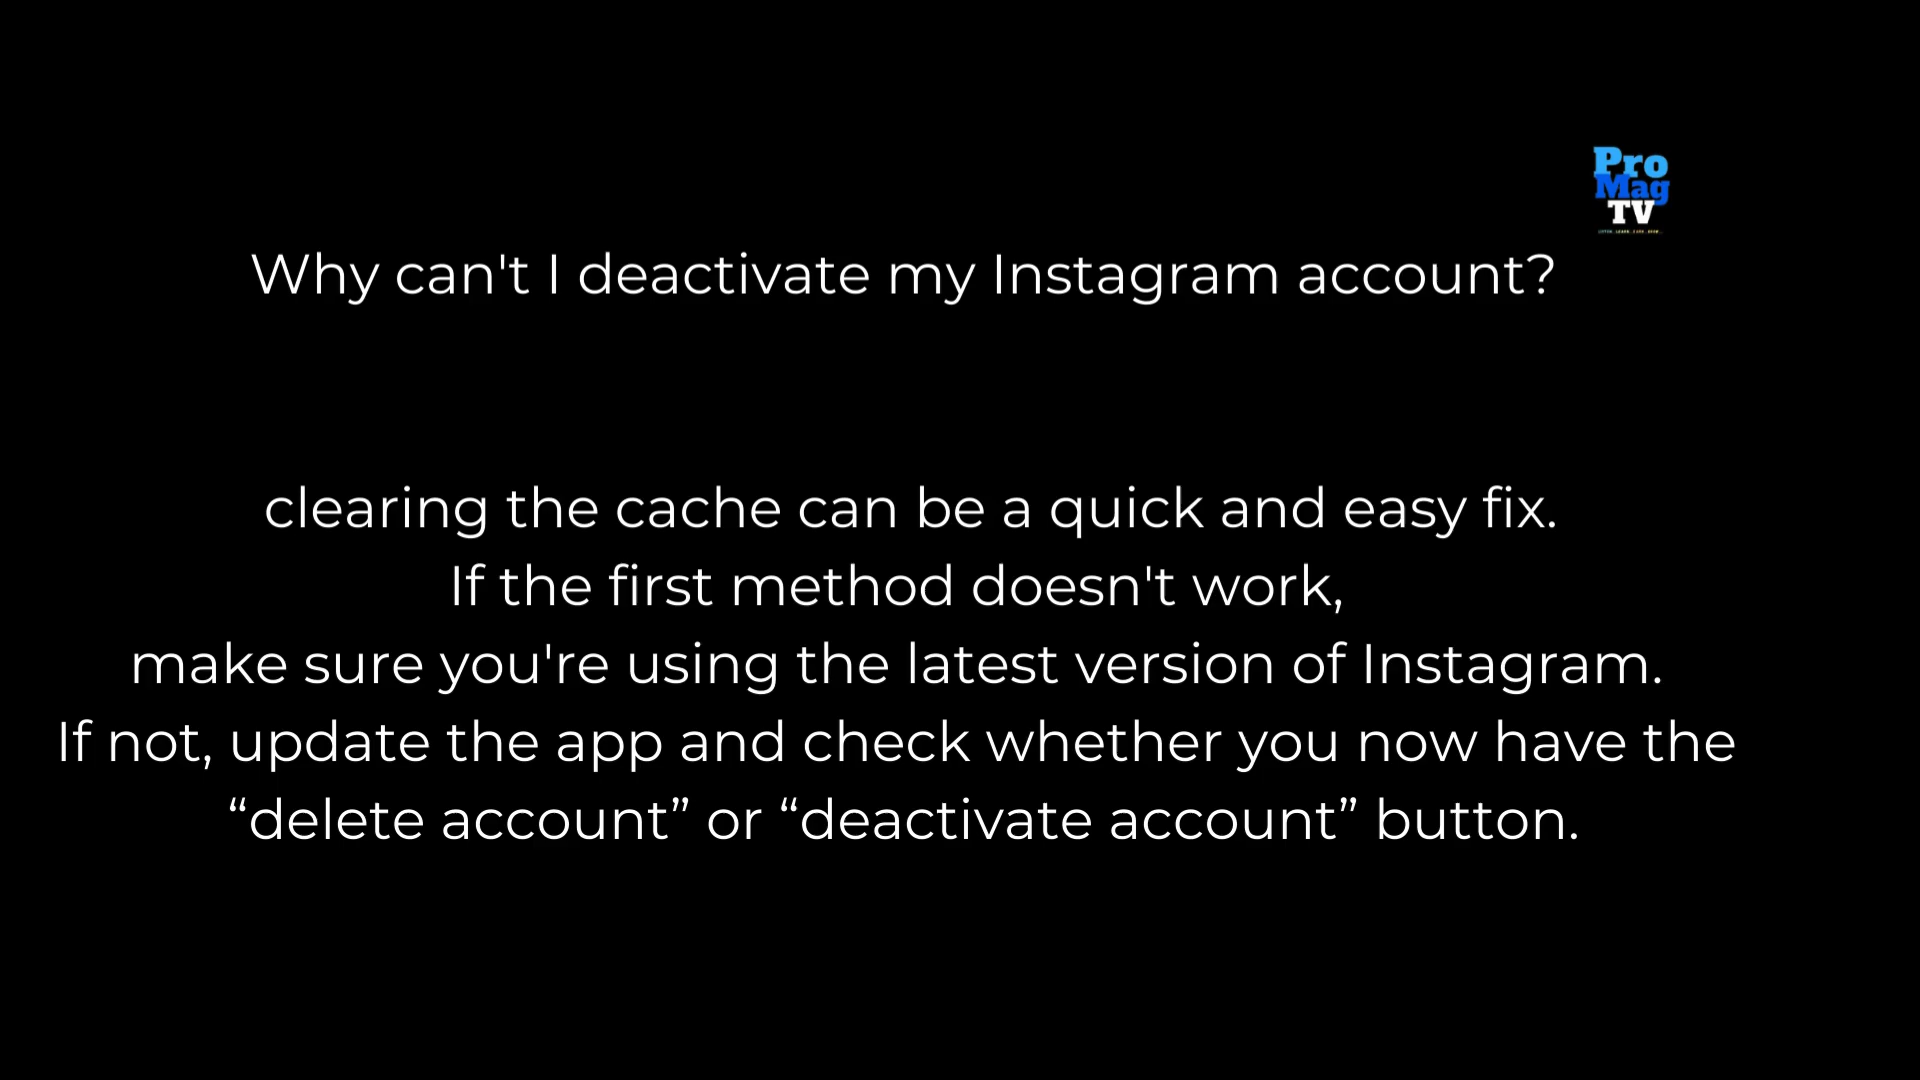 Pro
Mag
TV
Why can't I deactivate my Instagram account?
clearing the cache can be a quick and easy fix.
If the first method doesn't work,
make sure you're using the latest version of Instagram.
If not, update the app and check whether you now have the
“delete account” or “deactivate account” button.